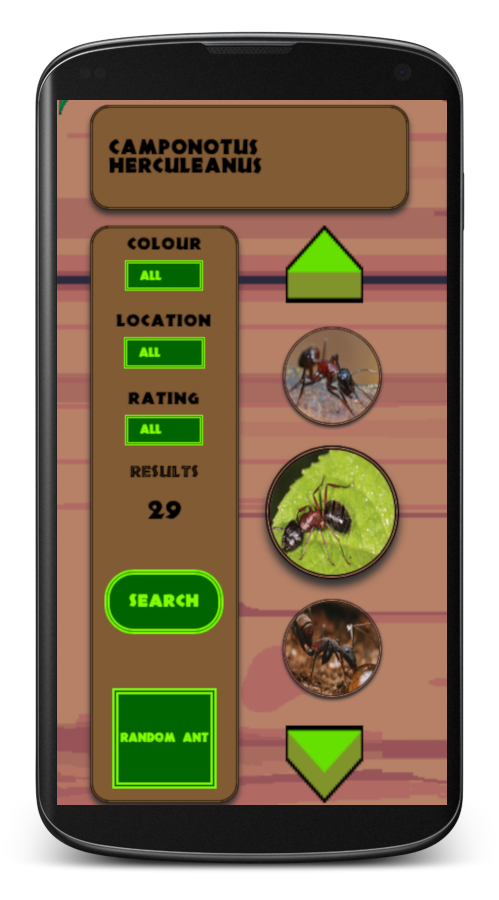 CAMPONOTUS
HERCULEANUS
COLOUR
ALL
LOCATION
ALL
RATING
ALL
RESULTS
29
SEARCH
RANDOM ANT